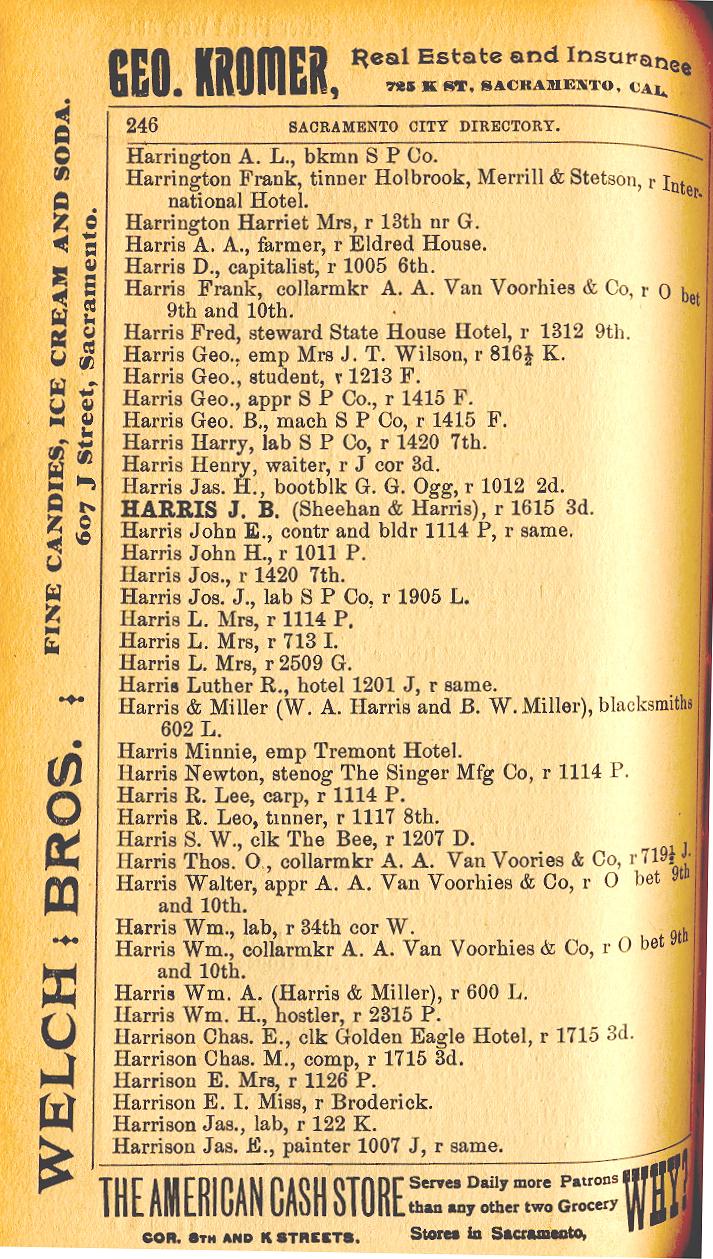 GEO. KROMER, Real Estate and Insurance
725 K ST. SACRAMENTO, CAL.
246 SACRAMENTO CITY DIRECTORY.
Harrington A. L., bkmn S P Co.
Harrington Frank, tinner Holbrook, Merrill & Stetson, r Inter-
national Hotel.
Harrington Harriet Mrs, r 13th nr G.
Harris A. A., farmer, r Eldred House.
Harris D., capitalist, r 1005 6th.
Harris Frank, collarmkr A. A. Van Voorhies & Co, r O bet
9th and 10th.
Harris Fred, steward State House Hotel, r 1312 9th.
Harris Geo., emp Mrs J. T. Wilson, r 816½ K.
Harris Geo., student, r 1213 F.
Harris Geo., appr S P Co., r 1415 F.
Harris Geo. B., mach S P Co, r 1415 F.
Harris Harry, lab S P Co, r 1420 7th.
Harris Henry, waiter, r J cor 3d.
Harris Jas. H., bootblk G. G. Ogg, r 1012 2d.
HARRIS J. B. (Sheehan & Harris), r 1615 3d.
Harris John E., contr and bldr 1114 P, r same.
Harris John H., r 1011 P.
Harris Jos., r 1420 7th.
Harris Jos. J., lab S P Co, r 1905 L.
Harris L. Mrs, r 1114 P.
Harris L. Mrs, r 713 I.
Harris L. Mrs, r 2509 G.
Harris Luther R., hotel 1201 J, r same.
Harris & Miller (W. A. Harris and B. W. Miller), blacksmiths
602 L.
Harris Minnie, emp Tremont Hotel.
Harris Newton, stenog The Singer Mfg Co, r 1114 P.
Harris R. Lee, carp, r 1114 P.
Harris R. Leo, tinner, r 1117 8th.
Harris S. W., clk The Bee, r 1207 D.
Harris Thos. O., collarmkr A. A. Van Voories & Co, r 719½ J.
Harris Walter, appr A. A. Van Voorhies & Co, r O bet 9th
and 10th.
Harris Wm., lab, r 34th cor W.
Harris Wm., collarmkr A. A. Van Voorhies & Co, r O bet 9th
and 10th.
Harris Wm. A. (Harris & Miller), r 600 L.
Harris Wm. H., hostler, r 2315 P.
Harrison Chas. E., clk Golden Eagle Hotel, r 1715 3d.
Harrison Chas. M., comp, r 1715 3d.
Harrison E. Mrs, r 1126 P.
Harrison E. I. Miss, r Broderick.
Harrison Jas., lab, r 122 K.
Harrison Jas. E., painter 1007 J, r same.
WELCH : BROS. : FINE CANDIES, ICE CREAM AND SODA.
607 J Street, Sacramento.
THE AMERICAN CASH STORE
COR. 8TH AND K STREETS.
Serves Daily more Patrons
than any other two Grocery
Stores in Sacramento,
WHY?